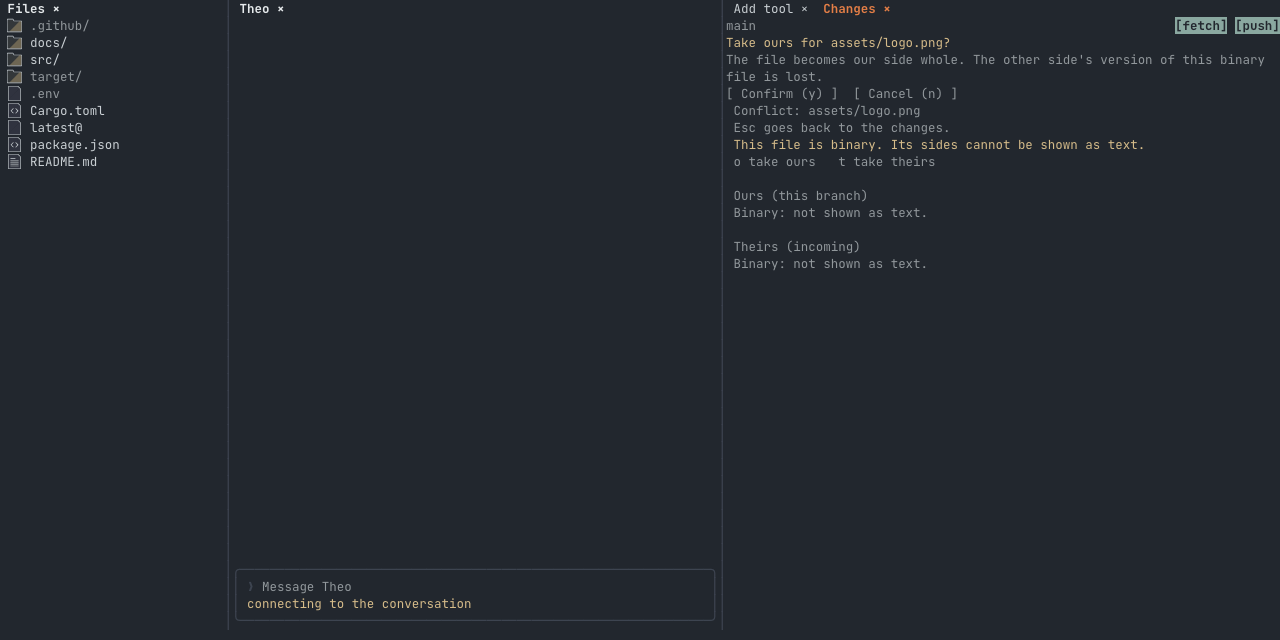 Files ×
.github/
docs/
src/
target/
.env
Cargo.toml
latest@
package.json
README.md
Theo ×
⟩ Message Theo
connecting to the conversation
Add tool × Changes ×
main [fetch] [push]
Take ours for assets/logo.png?
The file becomes our side whole. The other side's version of this binary
file is lost.
[ Confirm (y) ] [ Cancel (n) ]
Conflict: assets/logo.png
Esc goes back to the changes.
This file is binary. Its sides cannot be shown as text.
o take ours t take theirs
Ours (this branch)
Binary: not shown as text.
Theirs (incoming)
Binary: not shown as text.